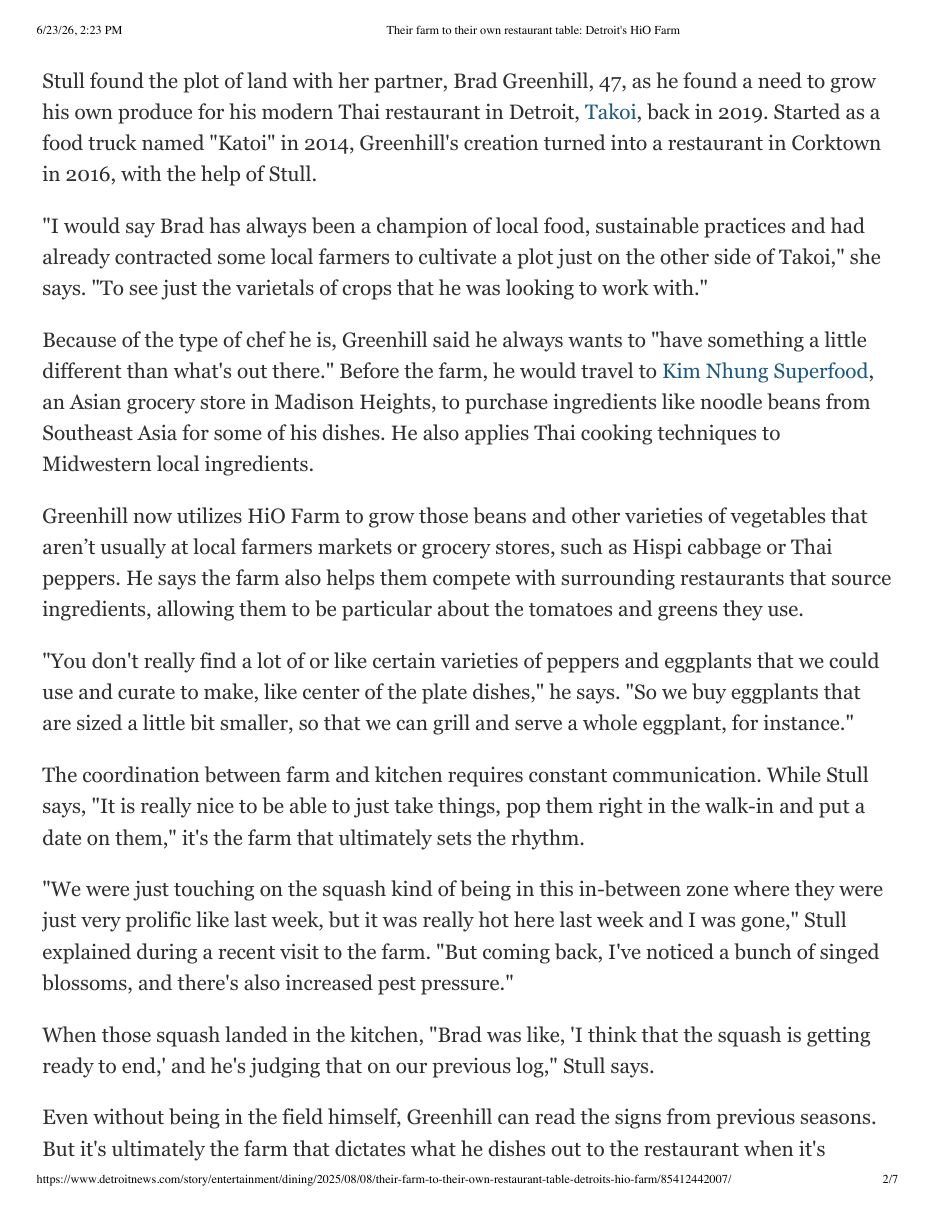 6/23/26, 2:23 PM
Their farm to their own restaurant table: Detroit's HiO Farm
Stull found the plot of land with her partner, Brad Greenhill, 47, as he found a need to grow
his own produce for his modern Thai restaurant in Detroit, Takoi, back in 2019. Started as a
food truck named "Katoi" in 2014, Greenhill's creation turned into a restaurant in Corktown
in 2016, with the help of Stull.
"I would say Brad has always been a champion of local food, sustainable practices and had
already contracted some local farmers to cultivate a plot just on the other side of Takoi," she
says. "To see just the varietals of crops that he was looking to work with."
Because of the type of chef he is, Greenhill said he always wants to "have something a little
different than what's out there." Before the farm, he would travel to Kim Nhung Superfood,
an Asian grocery store in Madison Heights, to purchase ingredients like noodle beans from
Southeast Asia for some of his dishes. He also applies Thai cooking techniques to
Midwestern local ingredients.
Greenhill now utilizes HiO Farm to grow those beans and other varieties of vegetables that
aren’t usually at local farmers markets or grocery stores, such as Hispi cabbage or Thai
peppers. He says the farm also helps them compete with surrounding restaurants that source
ingredients, allowing them to be particular about the tomatoes and greens they use.
"You don't really find a lot of or like certain varieties of peppers and eggplants that we could
use and curate to make, like center of the plate dishes," he says. "So we buy eggplants that
are sized a little bit smaller, so that we can grill and serve a whole eggplant, for instance."
The coordination between farm and kitchen requires constant communication. While Stull
says, "It is really nice to be able to just take things, pop them right in the walk-in and put a
date on them," it's the farm that ultimately sets the rhythm.
"We were just touching on the squash kind of being in this in-between zone where they were
just very prolific like last week, but it was really hot here last week and I was gone," Stull
explained during a recent visit to the farm. "But coming back, I've noticed a bunch of singed
blossoms, and there's also increased pest pressure."
When those squash landed in the kitchen, "Brad was like, 'I think that the squash is getting
ready to end,' and he's judging that on our previous log," Stull says.
Even without being in the field himself, Greenhill can read the signs from previous seasons.
But it's ultimately the farm that dictates what he dishes out to the restaurant when it's
https://www.detroitnews.com/story/entertainment/dining/2025/08/08/their-farm-to-their-own-restaurant-table-detroits-hio-farm/85412442007/
2/7